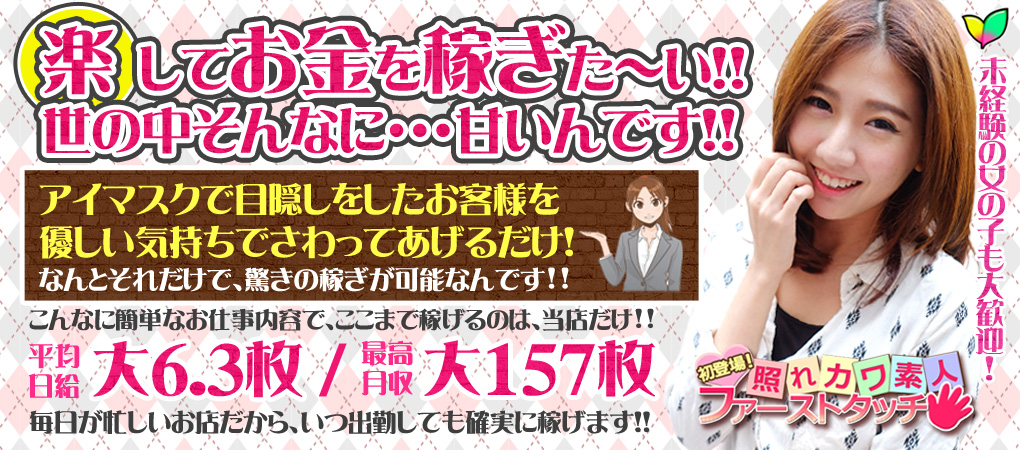 楽してお金を稼ぎた〜い!!
世の中そんなに・・・甘いんです!!
アイマスクで目隠しをしたお客様を
優しい気持ちでさわってあげるだけ!
なんとそれだけで、驚きの稼ぎが可能なんです!!
こんなに簡単なお仕事内容で、ここまで稼げるのは、当店だけ!!
平均日給 大6.3枚 / 最高月収 大157枚
毎日が忙しいお店だから、いつ出勤しても確実に稼げます!!
未経験の女の子も大歓迎!
初登場!
照れカワ素人
ファーストタッチ